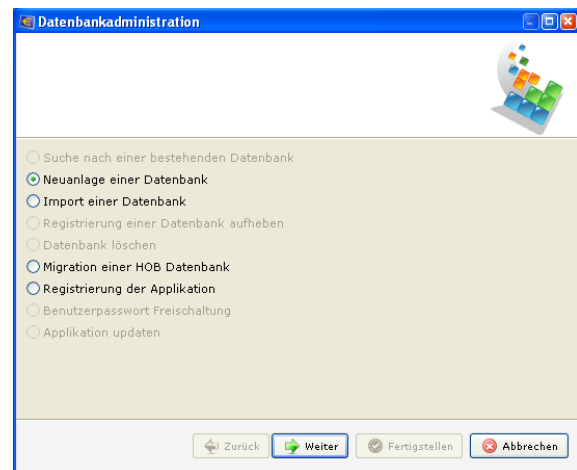 Datenbankadministration
Suche nach einer bestehenden Datenbank
Neuanlage einer Datenbank
Import einer Datenbank
Registrierung einer Datenbank aufheben
Datenbank löschen
Migration einer HOB Datenbank
Registrierung der Applikation
Benutzerpasswort Freischaltung
Applikation updaten
Zurück Weiter Fertigstellen Abbrechen